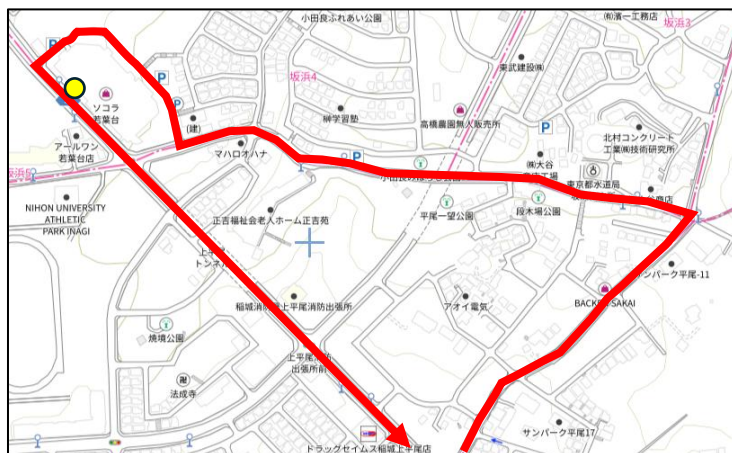 小田良ふれあい公園
㈲濱一工務店
坂浜3
P
東武建設㈱
坂浜4
P
ソコラ
若葉台
P
(建)
榊学習塾
高橋農園無人販売所
P
北村コンクリート
工業㈱技術研究所
アールワン
若葉台店
マハロオハナ
P
㈱大谷
東京都水道局
NIHON UNIVERSITY
ATHLETIC
PARK INAGI
正吉福祉会老人ホーム正吉苑
平尾一望公園
段木場公園
トンネル
サンパーク平尾-11
稲城消防署上平尾消防出張所
アオイ電気
焼境公園
出張所前
法成寺
サンパーク平尾17
ドラッグセイムス稲城上平尾店